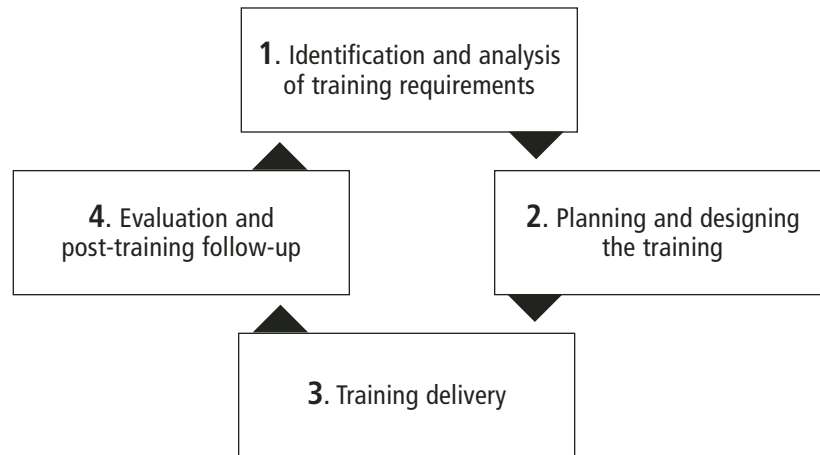 1. Identification and analysis
of training requirements
2. Planning and designing
the training
3. Training delivery
4. Evaluation and
post-training follow-up